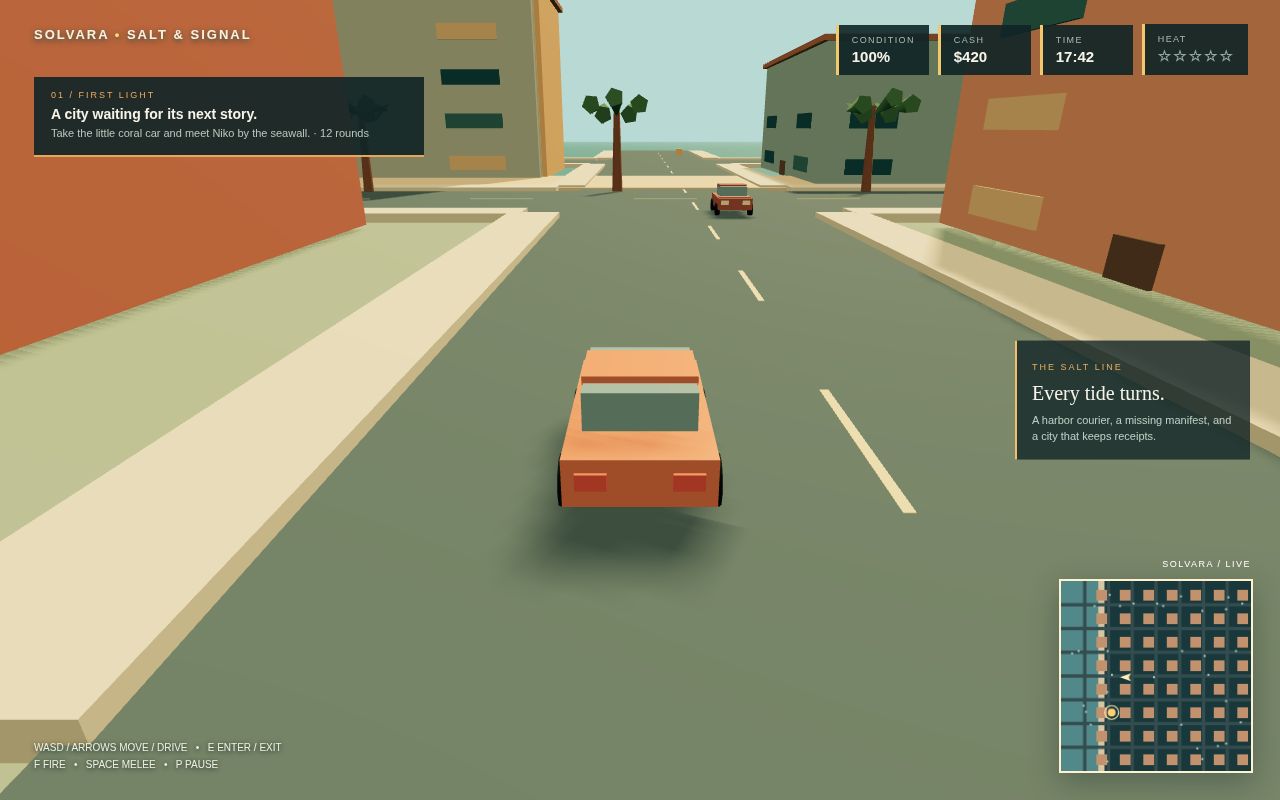 SOLVARA • SALT & SIGNAL
CONDITION
100%
CASH
$420
TIME
17:42
HEAT
☆☆☆☆☆
01 / FIRST LIGHT
A city waiting for its next story.
Take the little coral car and meet Niko by the seawall. · 12 rounds
THE SALT LINE
Every tide turns.
A harbor courier, a missing manifest, and
a city that keeps receipts.
SOLVARA / LIVE
WASD / ARROWS MOVE / DRIVE • E ENTER / EXIT
F FIRE • SPACE MELEE • P PAUSE